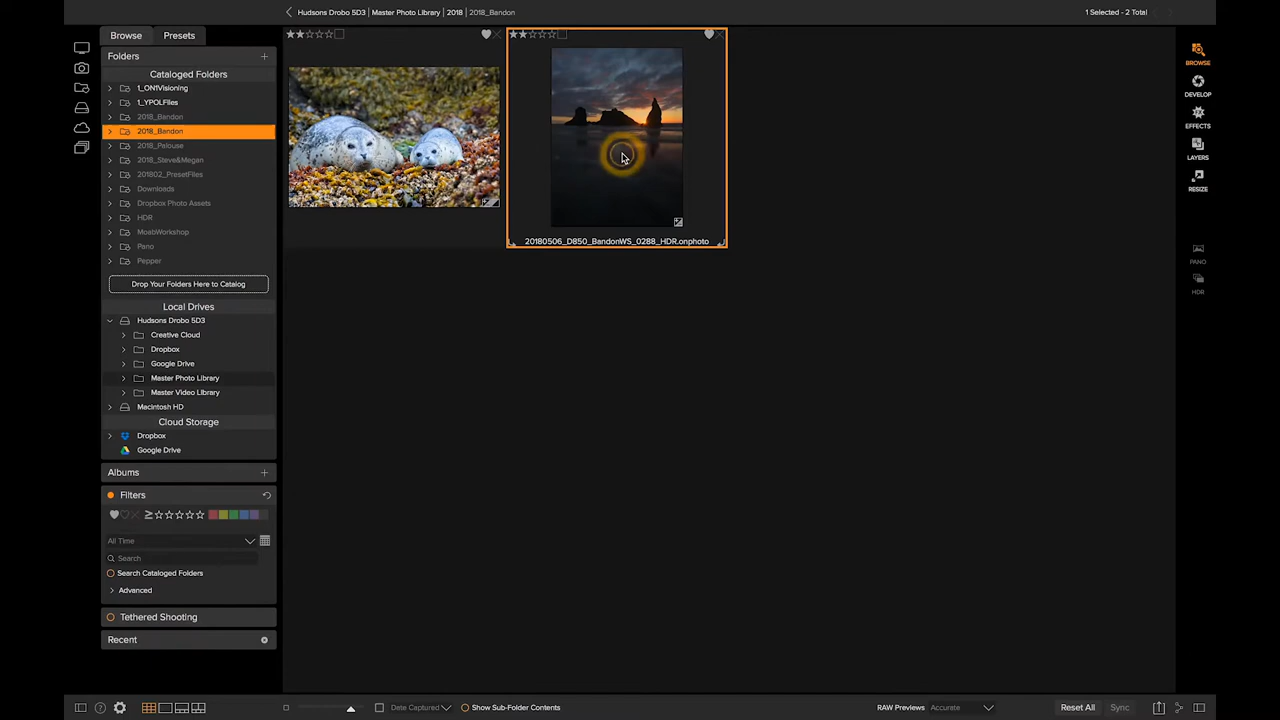 Hudsons Drobo 5D3 | Master Photo Library | 2018 | 2018_Bandon
1 Selected - 2 Total
Browse
Presets
Folders
Cataloged Folders
1_ON1Visioning
1_YPOLFiles
2018_Bandon
2018_Bandon
2018_Palouse
2018_Steve&Megan
201802_PresetFiles
Downloads
Dropbox Photo Assets
HDR
MoabWorkshop
Pano
Pepper
Drop Your Folders Here to Catalog
Local Drives
Hudsons Drobo 5D3
Creative Cloud
Dropbox
Google Drive
Master Photo Library
Master Video Library
Macintosh HD
Cloud Storage
Dropbox
Google Drive
Albums
Filters
All Time
Search
Search Cataloged Folders
Advanced
Tethered Shooting
Recent
20180506_D850_BandonWS_0288_HDR.onphoto
BROWSE
DEVELOP
EFFECTS
LAYERS
RESIZE
PANO
HDR
Date Captured
Show Sub-Folder Contents
RAW Previews
Accurate
Reset All
Sync